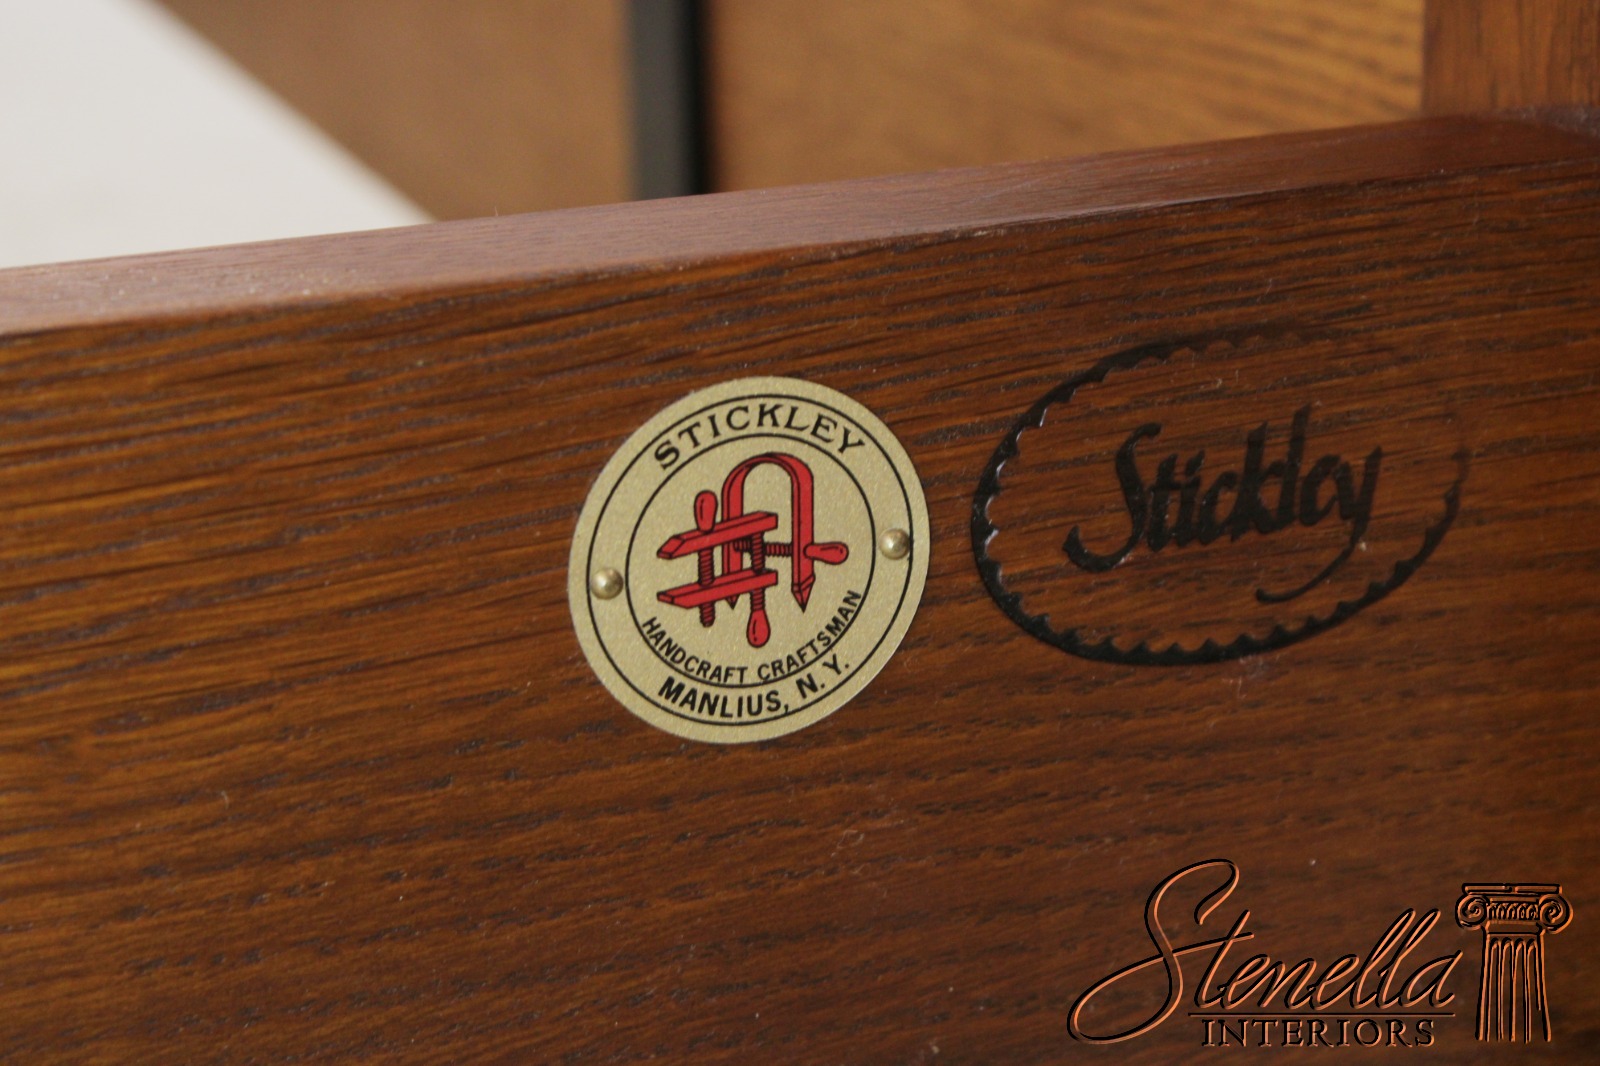 STICKLEY
HANDCRAFT CRAFTSMAN
MANLIUS, N. Y.
Stickley
Stenella
INTERIORS